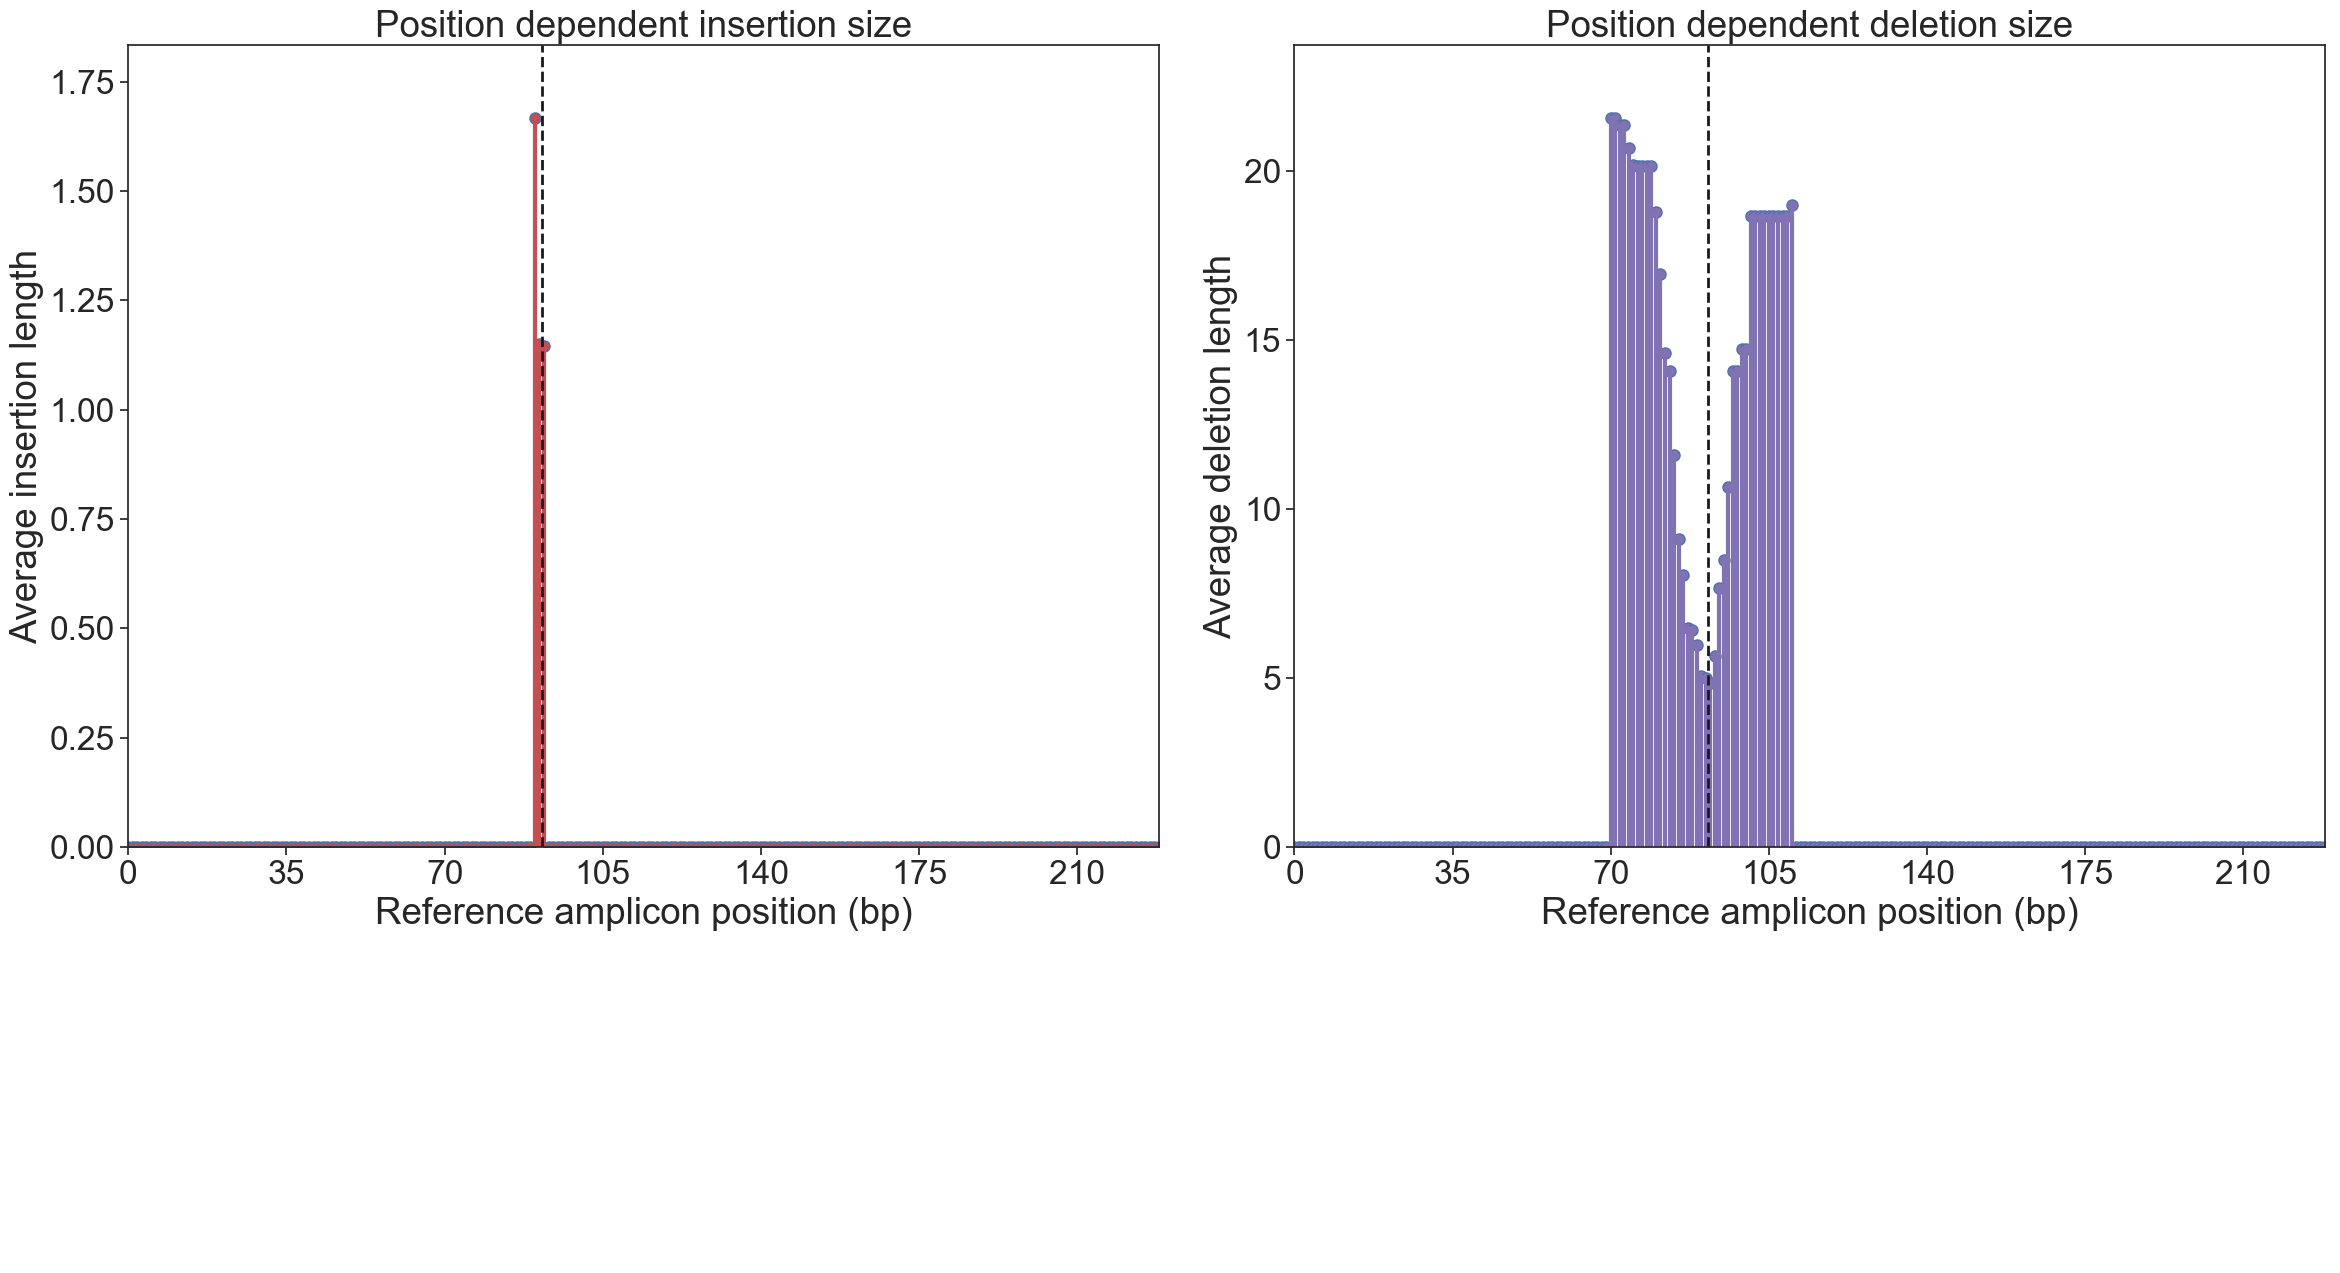 Position dependent insertion size
1.75
1.50
1.25
1.00
0.75
0.50
0.25
0.00
Average insertion length
0 35 70 105 140 175 210
Reference amplicon position (bp)
Position dependent deletion size
20
15
10
5
0
Average deletion length
0 35 70 105 140 175 210
Reference amplicon position (bp)